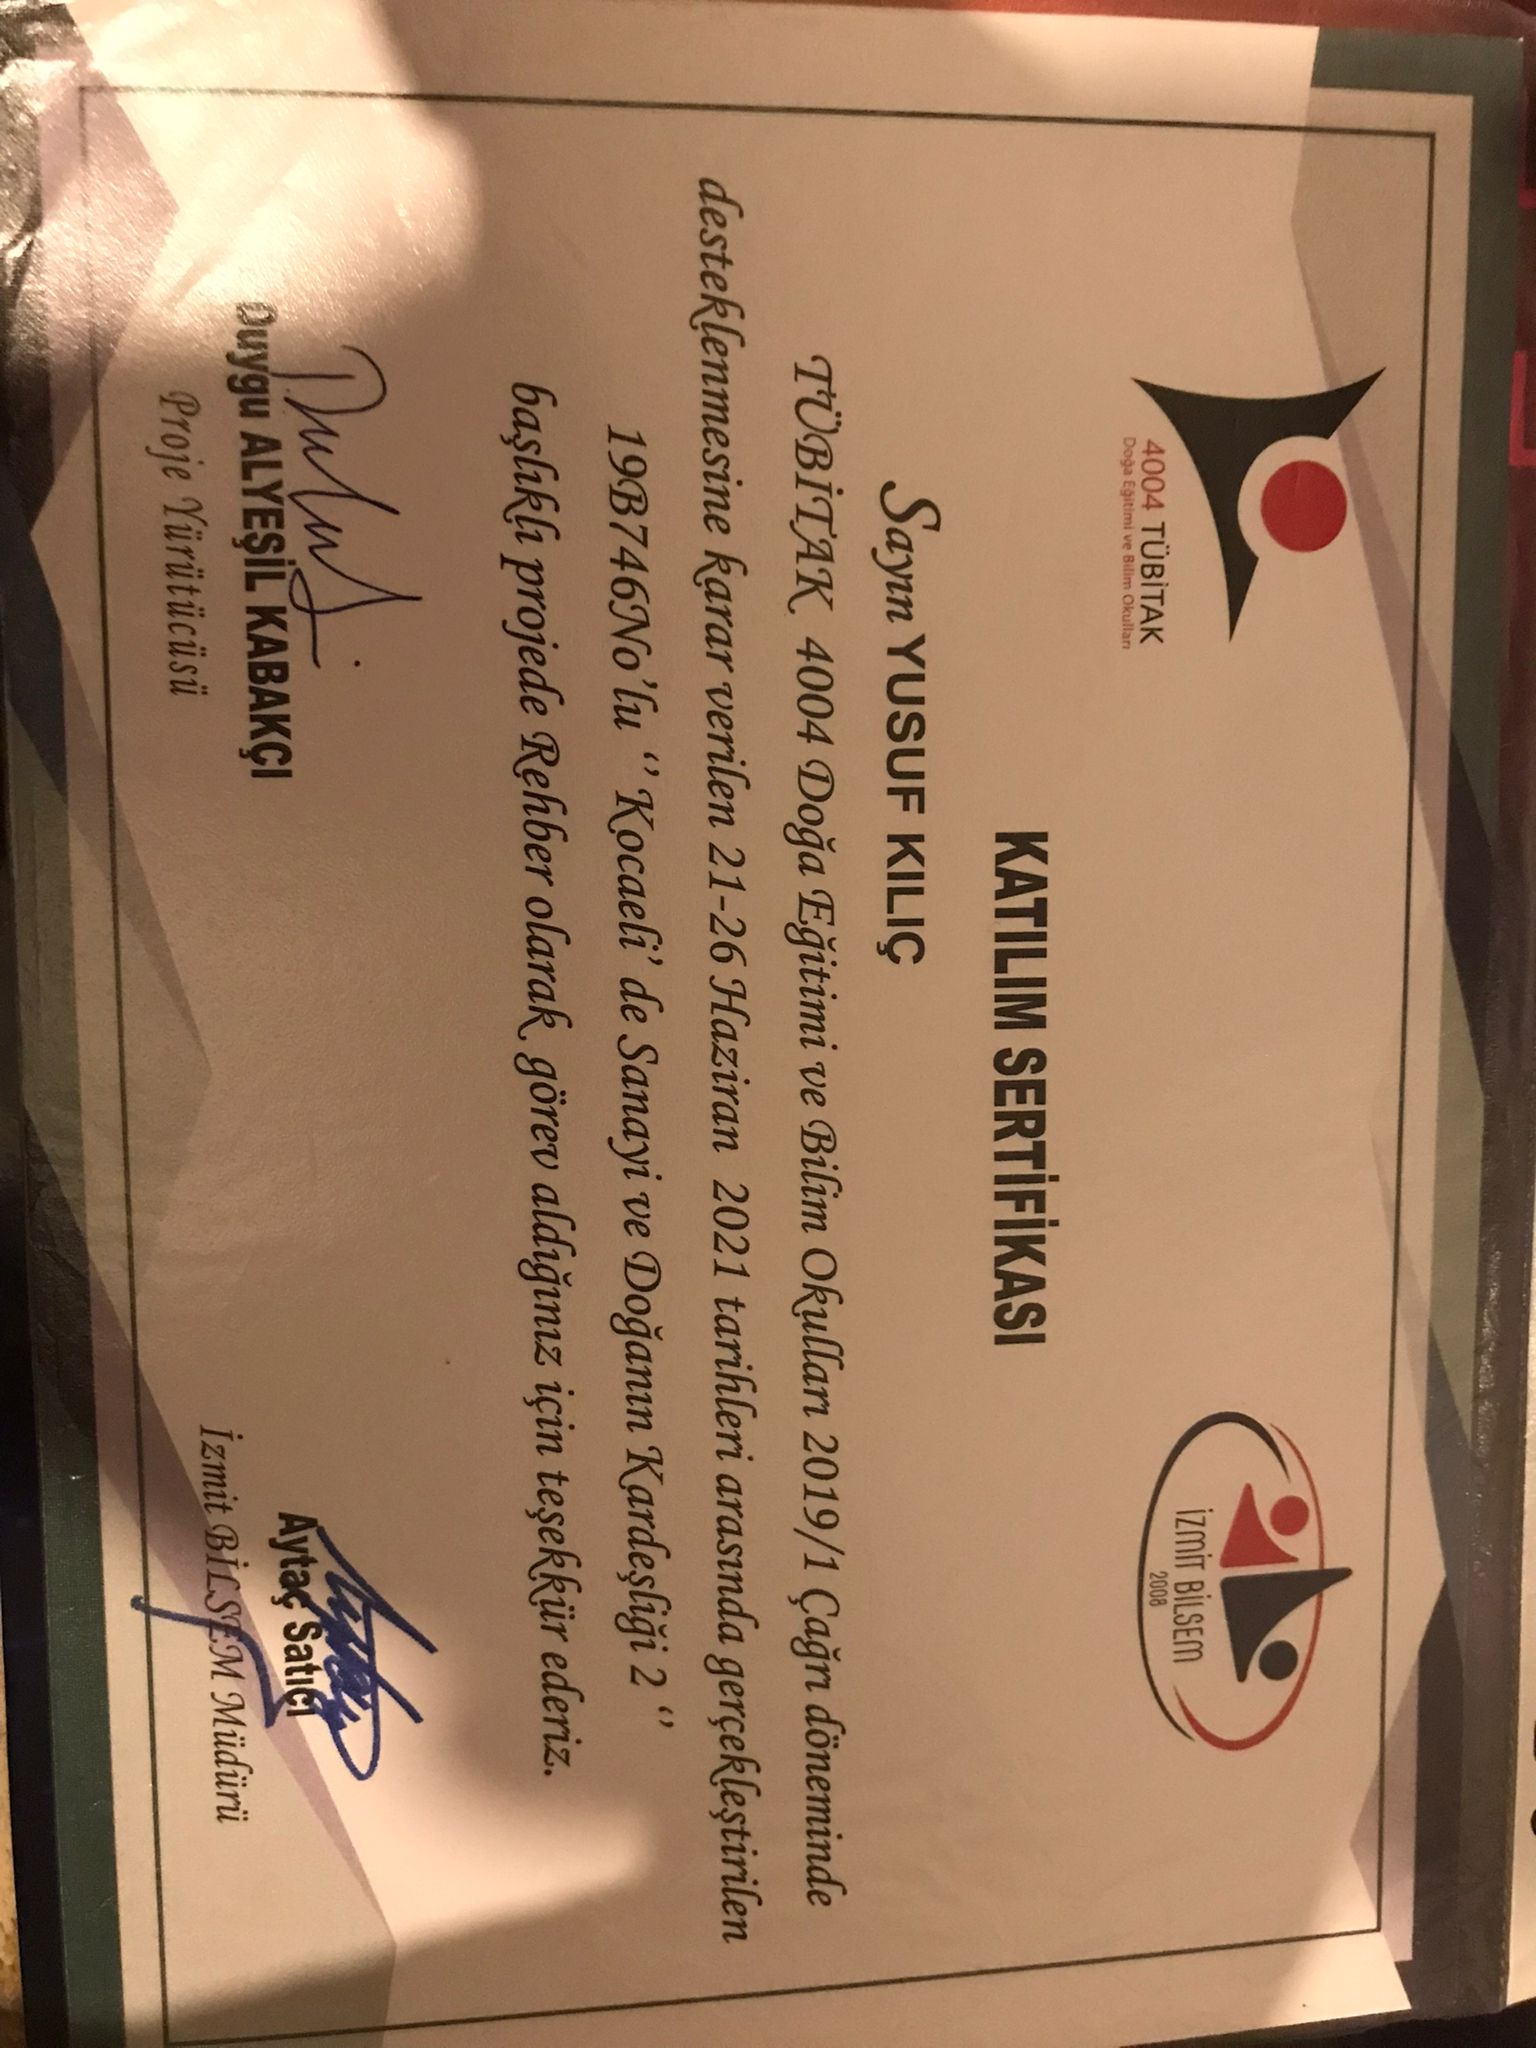 4004 TÜBİTAK
Doğa Eğitimi ve Bilim Okulları
İZMİT BİLSEM
2008
KATILIM SERTİFİKASI
Sayın YUSUF KILIÇ
TÜBİTAK 4004 Doğa Eğitimi ve Bilim Okulları 2019/1 Çağrı döneminde
desteklenmesine karar verilen 21-26 Haziran 2021 tarihleri arasında gerçekleştirilen
19B746No'lu ‘’ Kocaeli’ de Sanayi ve Doğanın Kardeşliği 2 ‘’
başlıklı projede Rehber olarak görev aldığınız için teşekkür ederiz.
Duygu ALYEŞİL KABAKÇI
Proje Yürütücüsü
Aytaç Satıcı
İzmit BİLSEM Müdürü